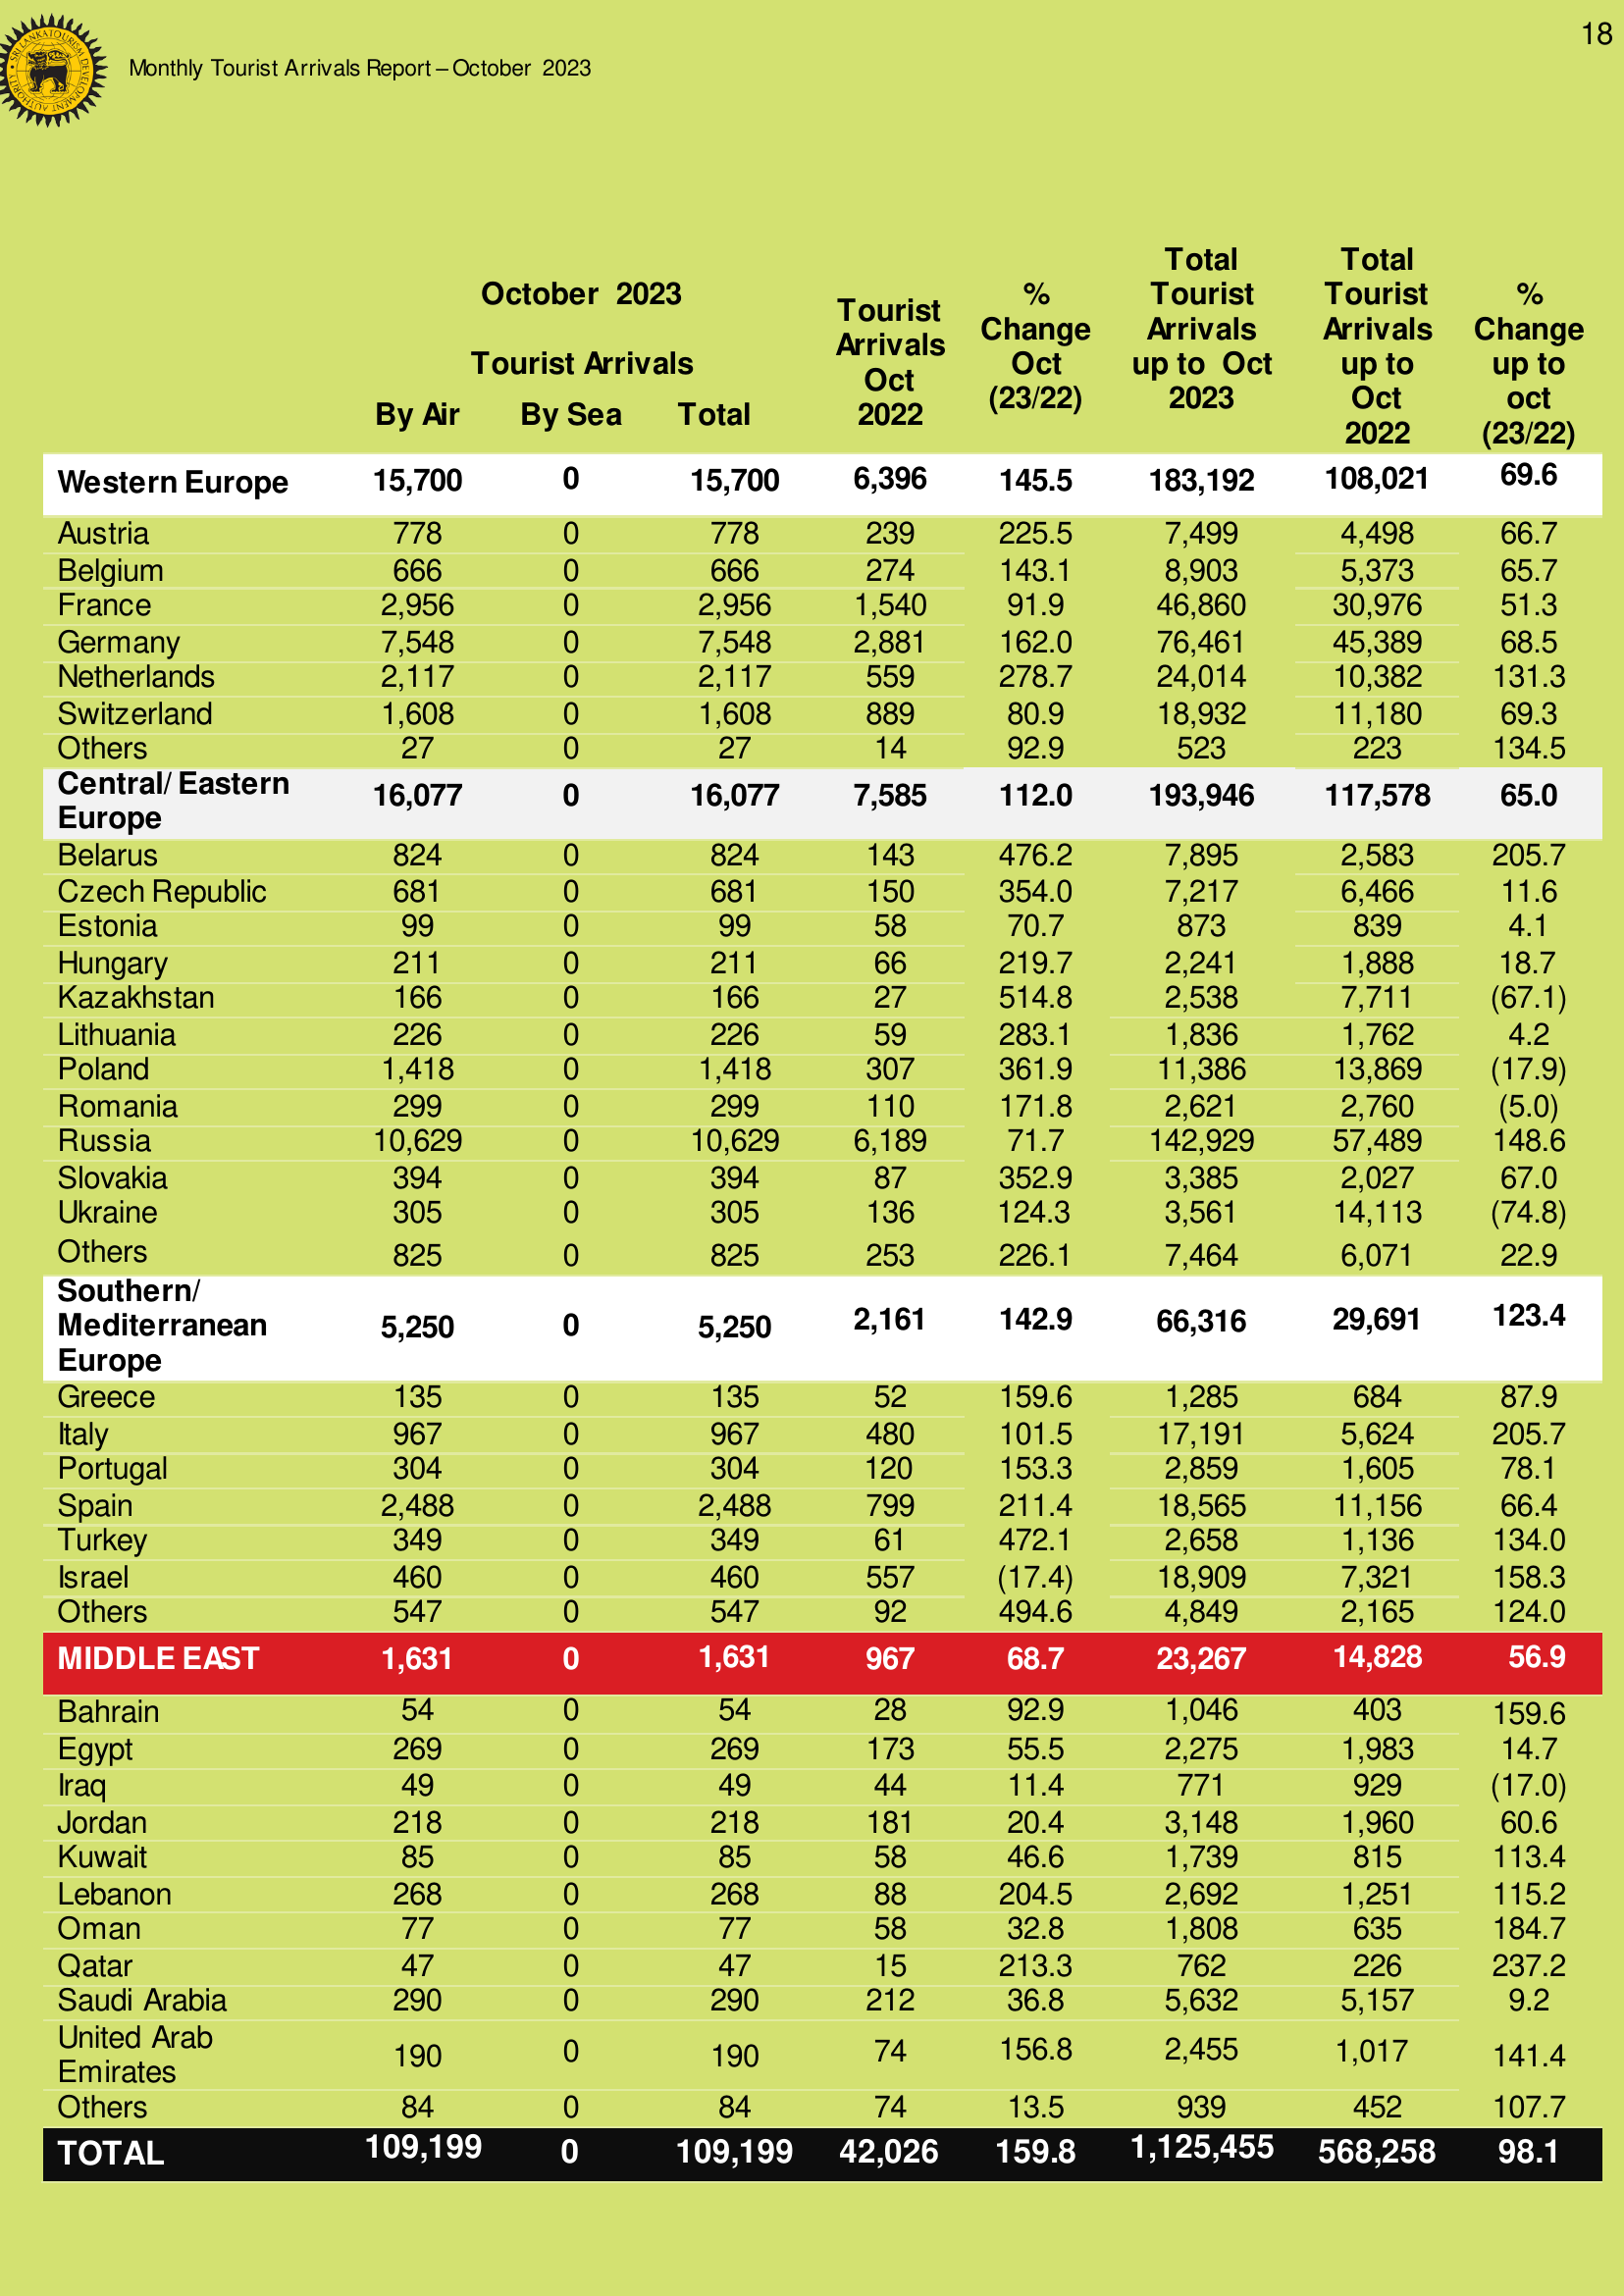 18
SRI LANKA TOURISM DEVELOPMENT AUTHORITY
Monthly Tourist Arrivals Report – October 2023
October 2023
Tourist Arrivals
By Air By Sea Total
Tourist Arrivals Oct 2022
% Change Oct (23/22)
Total Tourist Arrivals up to Oct 2023
Total Tourist Arrivals up to Oct 2022
% Change up to oct (23/22)
Western Europe 15,700 0 15,700 6,396 145.5 183,192 108,021 69.6
Austria 778 0 778 239 225.5 7,499 4,498 66.7
Belgium 666 0 666 274 143.1 8,903 5,373 65.7
France 2,956 0 2,956 1,540 91.9 46,860 30,976 51.3
Germany 7,548 0 7,548 2,881 162.0 76,461 45,389 68.5
Netherlands 2,117 0 2,117 559 278.7 24,014 10,382 131.3
Switzerland 1,608 0 1,608 889 80.9 18,932 11,180 69.3
Others 27 0 27 14 92.9 523 223 134.5
Central/ Eastern Europe 16,077 0 16,077 7,585 112.0 193,946 117,578 65.0
Belarus 824 0 824 143 476.2 7,895 2,583 205.7
Czech Republic 681 0 681 150 354.0 7,217 6,466 11.6
Estonia 99 0 99 58 70.7 873 839 4.1
Hungary 211 0 211 66 219.7 2,241 1,888 18.7
Kazakhstan 166 0 166 27 514.8 2,538 7,711 (67.1)
Lithuania 226 0 226 59 283.1 1,836 1,762 4.2
Poland 1,418 0 1,418 307 361.9 11,386 13,869 (17.9)
Romania 299 0 299 110 171.8 2,621 2,760 (5.0)
Russia 10,629 0 10,629 6,189 71.7 142,929 57,489 148.6
Slovakia 394 0 394 87 352.9 3,385 2,027 67.0
Ukraine 305 0 305 136 124.3 3,561 14,113 (74.8)
Others 825 0 825 253 226.1 7,464 6,071 22.9
Southern/ Mediterranean Europe 5,250 0 5,250 2,161 142.9 66,316 29,691 123.4
Greece 135 0 135 52 159.6 1,285 684 87.9
Italy 967 0 967 480 101.5 17,191 5,624 205.7
Portugal 304 0 304 120 153.3 2,859 1,605 78.1
Spain 2,488 0 2,488 799 211.4 18,565 11,156 66.4
Turkey 349 0 349 61 472.1 2,658 1,136 134.0
Israel 460 0 460 557 (17.4) 18,909 7,321 158.3
Others 547 0 547 92 494.6 4,849 2,165 124.0
MIDDLE EAST 1,631 0 1,631 967 68.7 23,267 14,828 56.9
Bahrain 54 0 54 28 92.9 1,046 403 159.6
Egypt 269 0 269 173 55.5 2,275 1,983 14.7
Iraq 49 0 49 44 11.4 771 929 (17.0)
Jordan 218 0 218 181 20.4 3,148 1,960 60.6
Kuwait 85 0 85 58 46.6 1,739 815 113.4
Lebanon 268 0 268 88 204.5 2,692 1,251 115.2
Oman 77 0 77 58 32.8 1,808 635 184.7
Qatar 47 0 47 15 213.3 762 226 237.2
Saudi Arabia 290 0 290 212 36.8 5,632 5,157 9.2
United Arab Emirates 190 0 190 74 156.8 2,455 1,017 141.4
Others 84 0 84 74 13.5 939 452 107.7
TOTAL 109,199 0 109,199 42,026 159.8 1,125,455 568,258 98.1